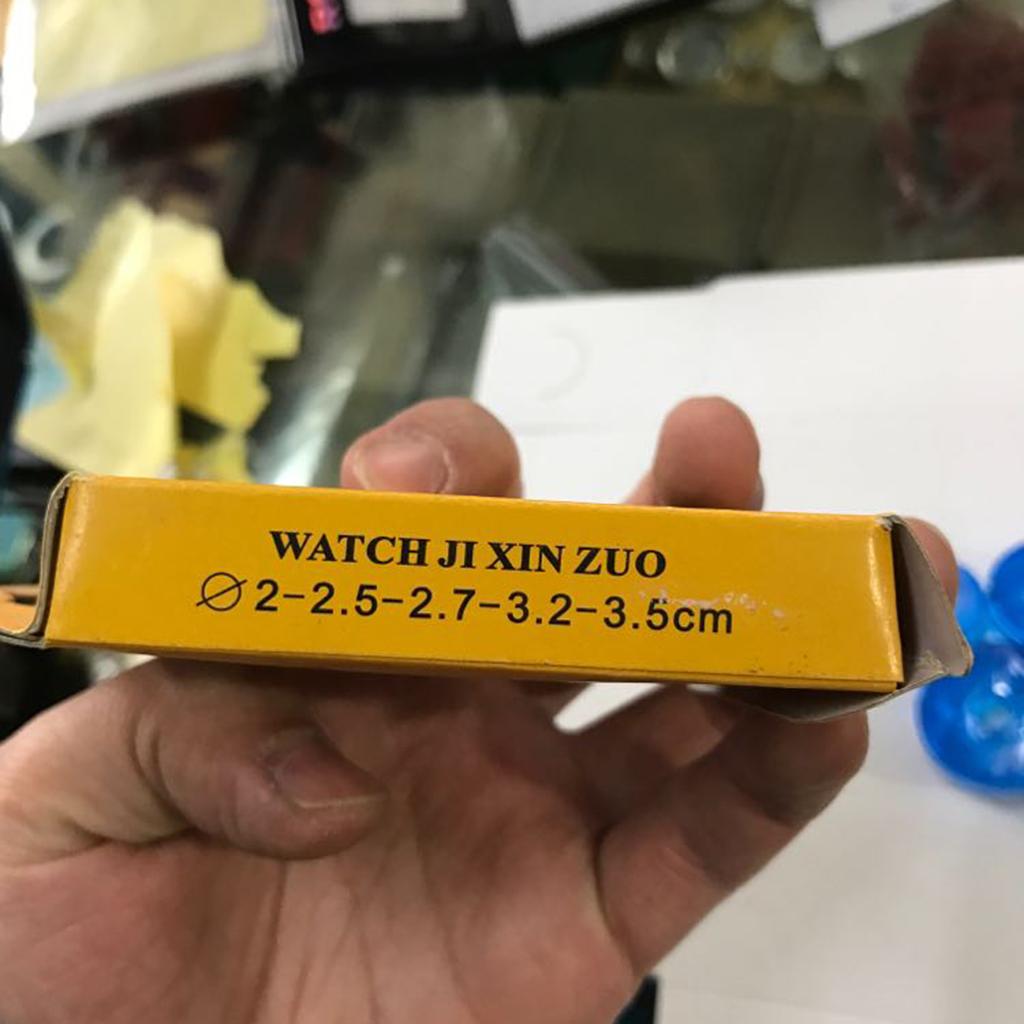 WATCH JI XIN ZUO
∅ 2-2.5-2.7-3.2-3.5cm